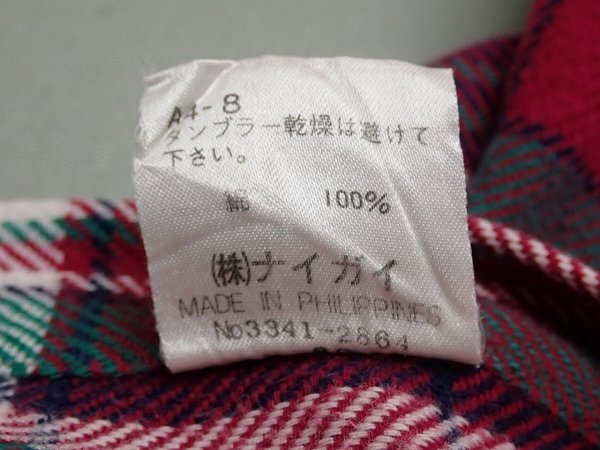 A4-8
タンブラー乾燥は避けて
下さい。
綿 100%
(株)ナイガイ
MADE IN PHILIPPINES
No3341-2864